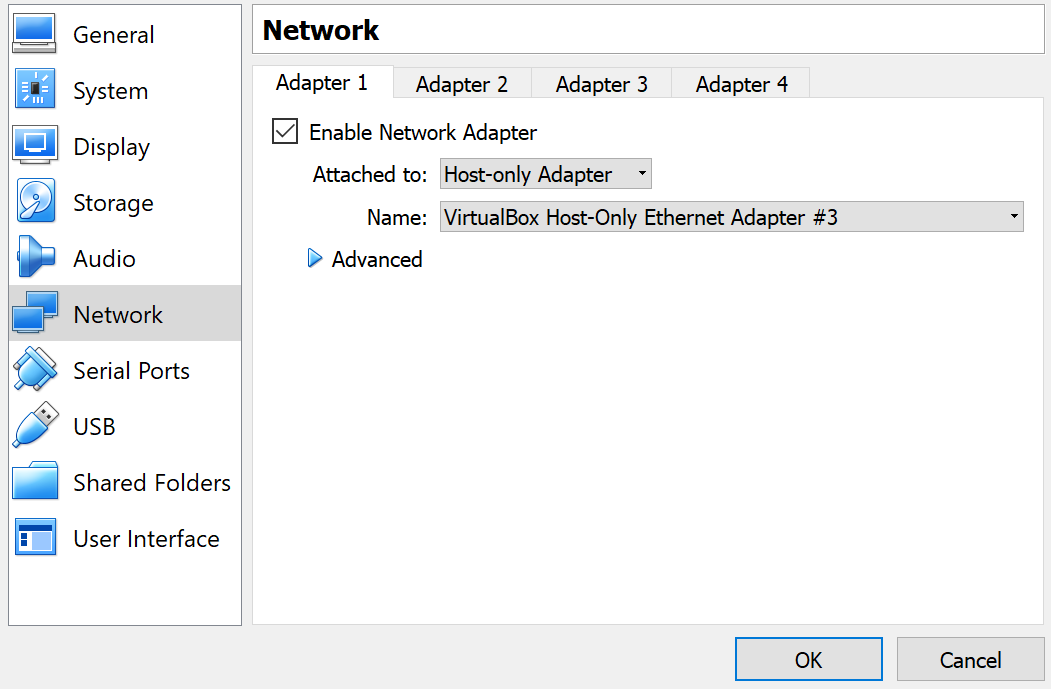 General
System
Display
Storage
Audio
Network
Serial Ports
USB
Shared Folders
User Interface
Network
Adapter 1
Adapter 2
Adapter 3
Adapter 4
Enable Network Adapter
Attached to: Host-only Adapter
Name: VirtualBox Host-Only Ethernet Adapter #3
Advanced
OK
Cancel